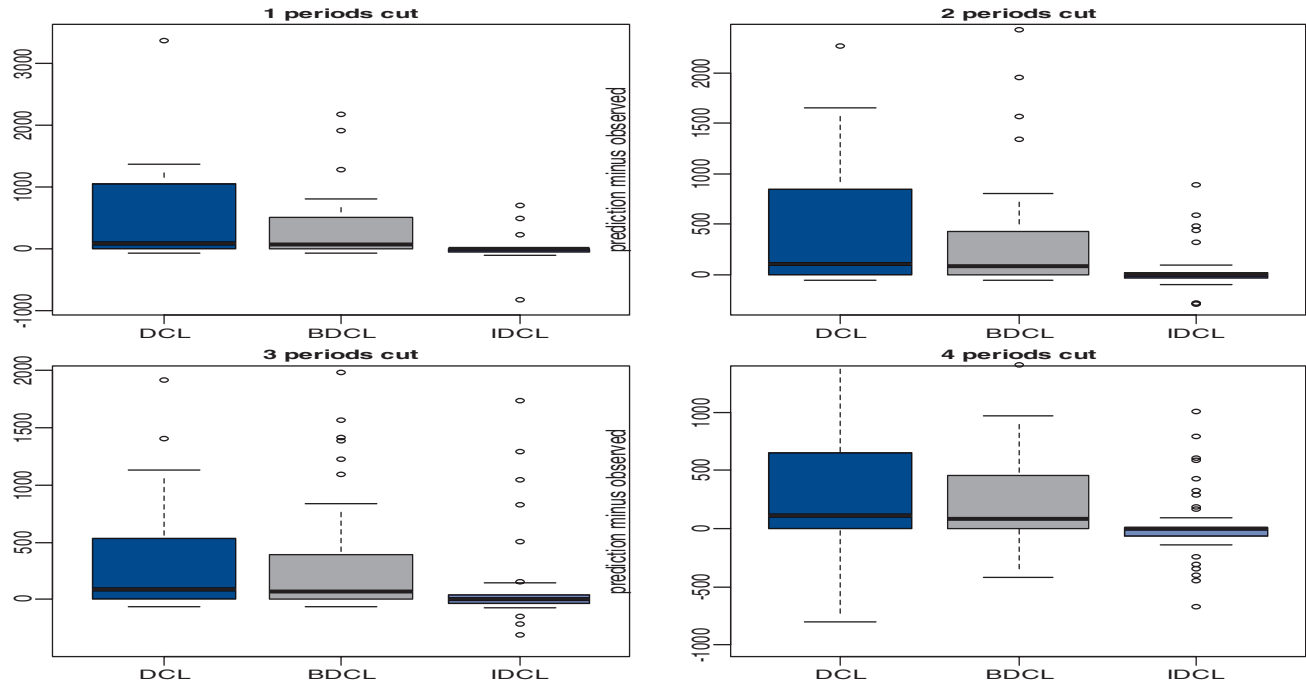 1 periods cut
3000
2000
1000
0
-1000
DCL
BDCL
IDCL
2 periods cut
prediction minus observed
2000
1500
1000
500
0
DCL
BDCL
IDCL
3 periods cut
2000
1500
1000
500
0
DCL
BDCL
IDCL
4 periods cut
prediction minus observed
1000
500
0
-500
-1000
DCL
BDCL
IDCL